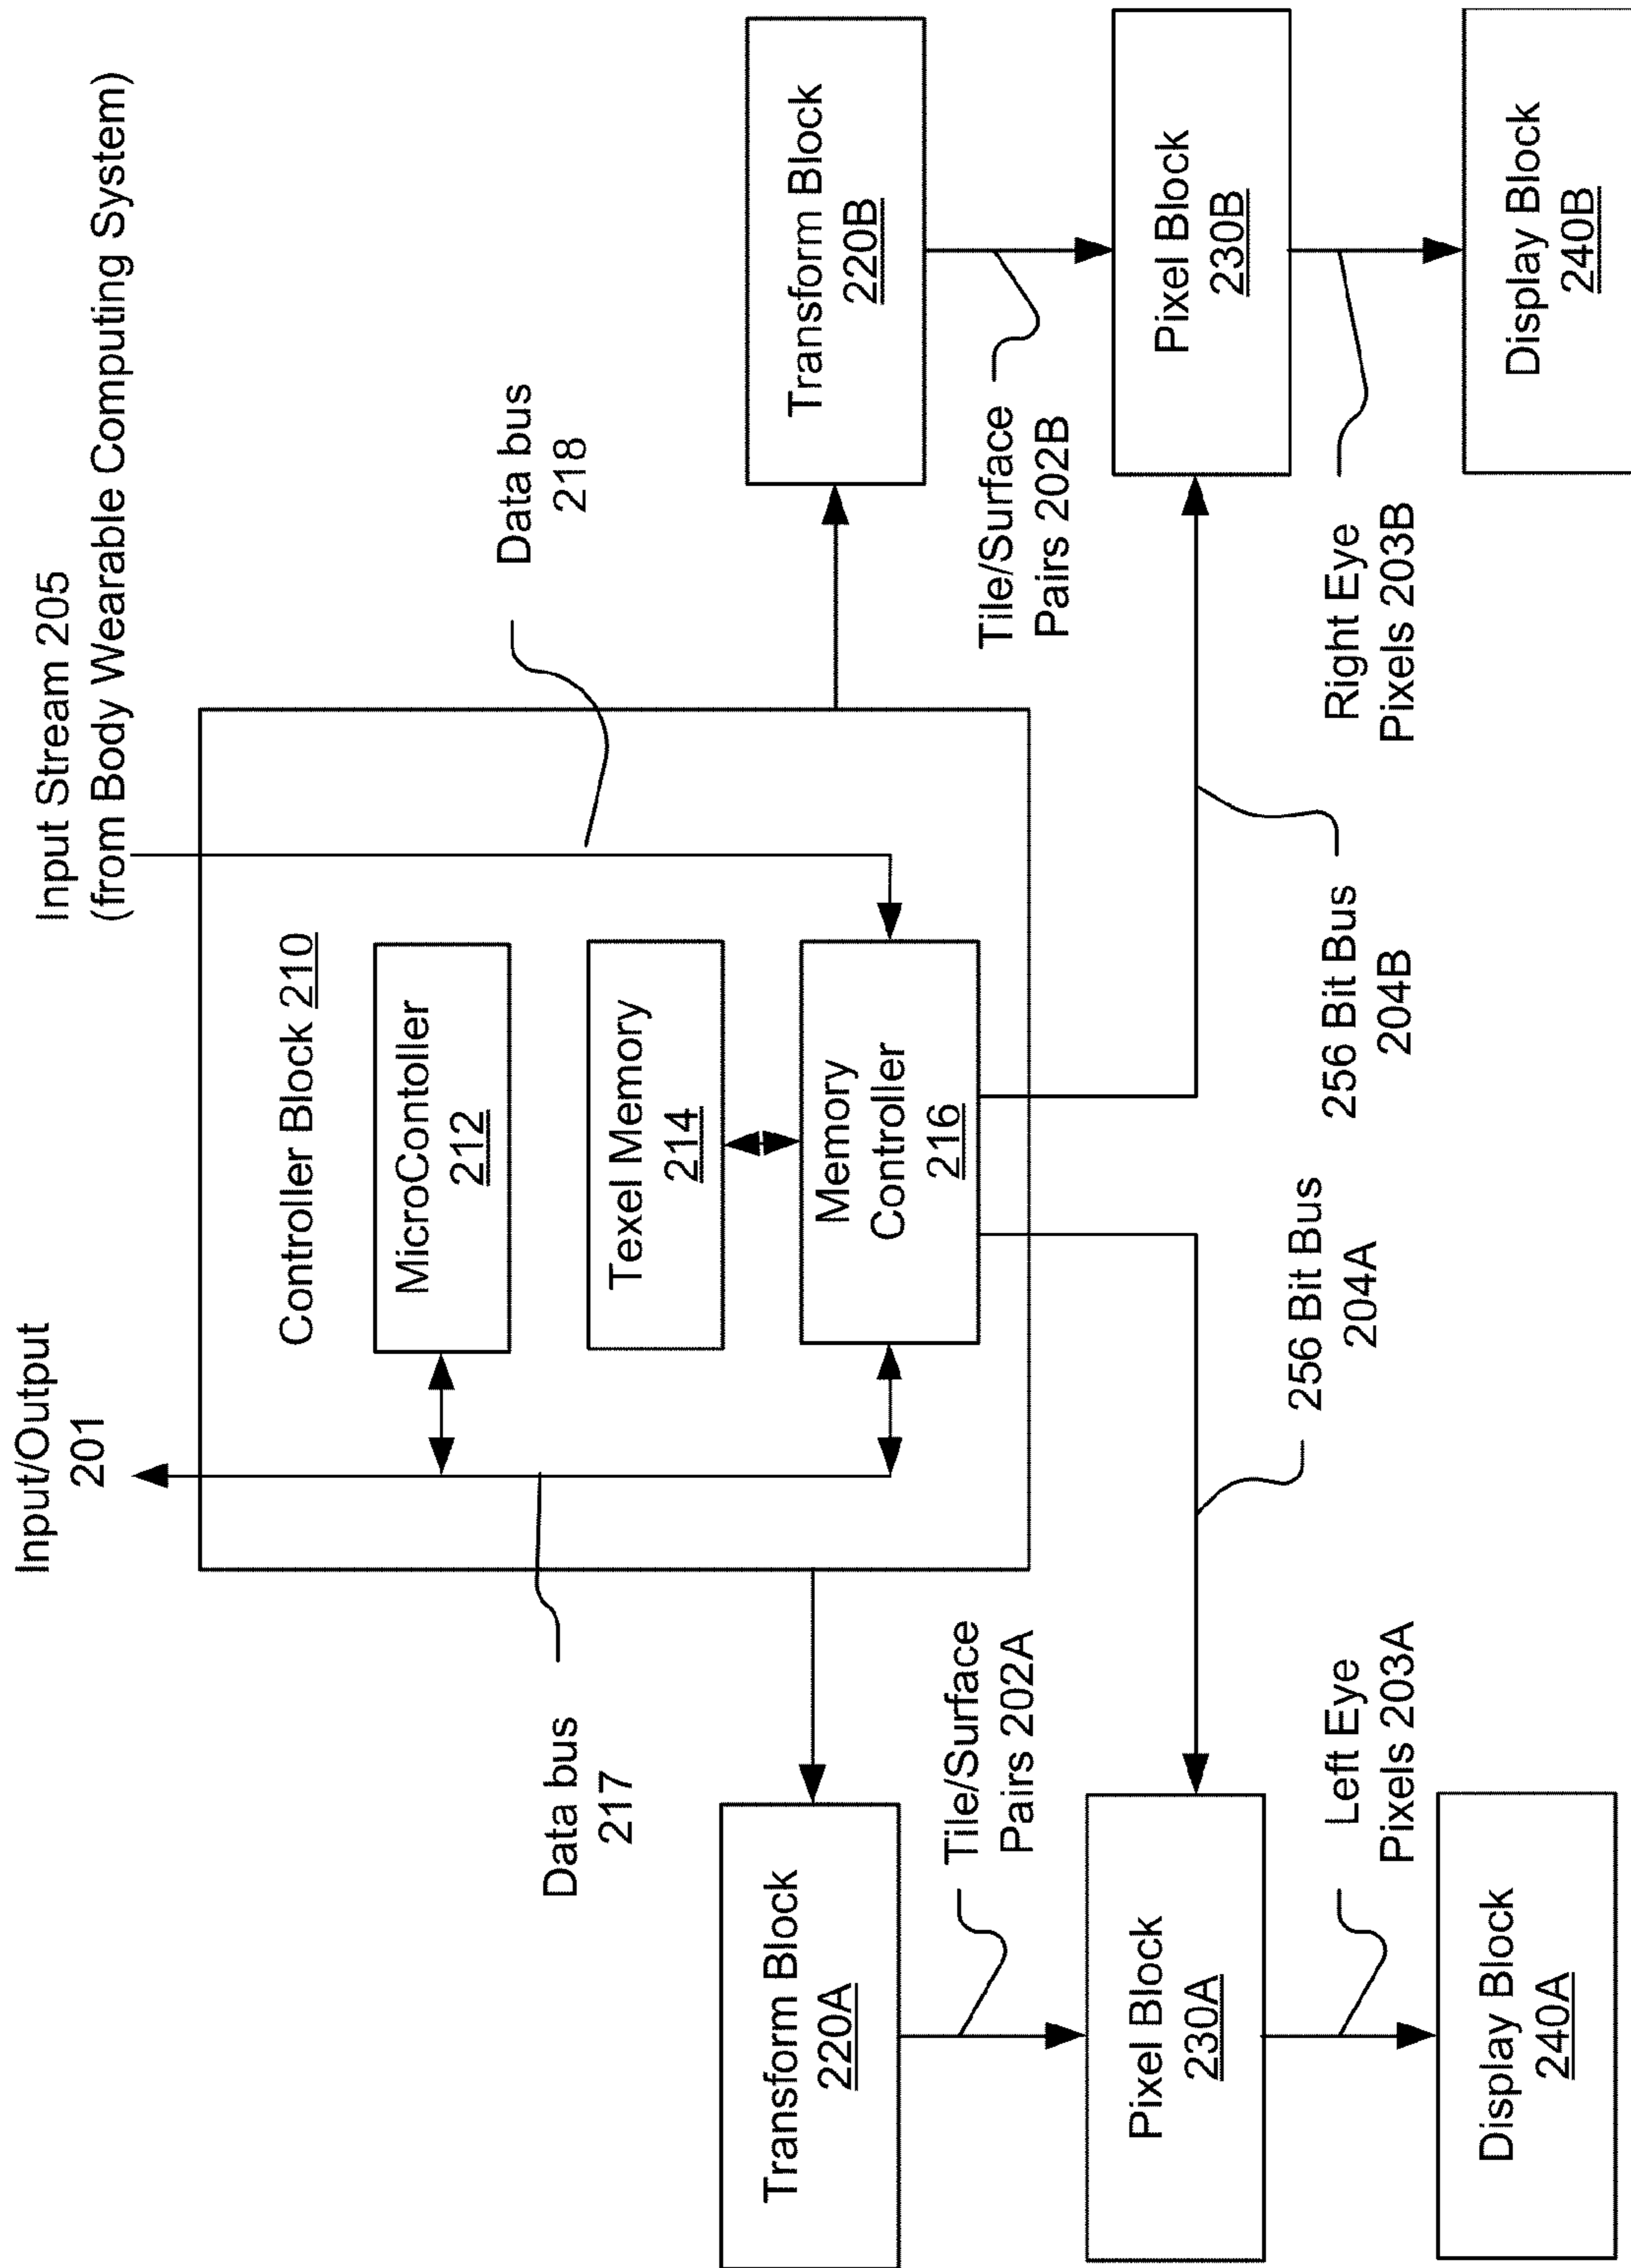 Input/Output
201
Input Stream 205
(from Body Wearable Computing System)
Controller Block 210
MicroContoller
212
Texel Memory
214
Memory
Controller
216
Data bus
217
Data bus
218
Transform Block
220A
Transform Block
220B
Tile/Surface
Pairs 202A
Tile/Surface
Pairs 202B
Pixel Block
230A
Pixel Block
230B
256 Bit Bus
204A
256 Bit Bus
204B
Left Eye
Pixels 203A
Right Eye
Pixels 203B
Display Block
240A
Display Block
240B